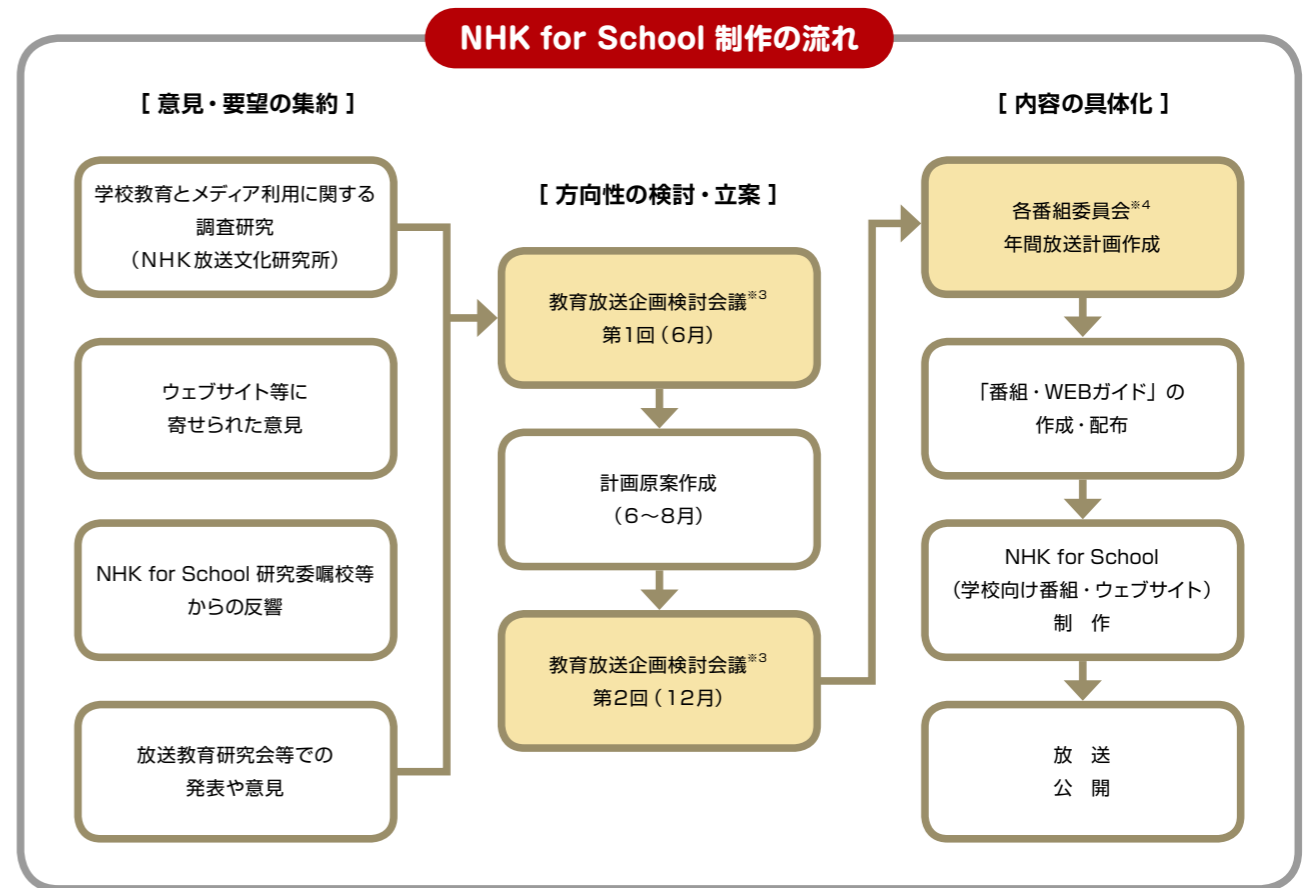 NHK for School 制作の流れ
[ 意見・要望の集約 ]
学校教育とメディア利用に関する
調査研究
（NHK放送文化研究所）
ウェブサイト等に
寄せられた意見
NHK for School 研究委嘱校等
からの反響
放送教育研究会等での
発表や意見
[ 方向性の検討・立案 ]
教育放送企画検討会議※3
第1回（6月）
計画原案作成
（6〜8月）
教育放送企画検討会議※3
第2回（12月）
[ 内容の具体化 ]
各番組委員会※4
年間放送計画作成
「番組・WEBガイド」の
作成・配布
NHK for School
（学校向け番組・ウェブサイト）
制　作
放　送
公　開